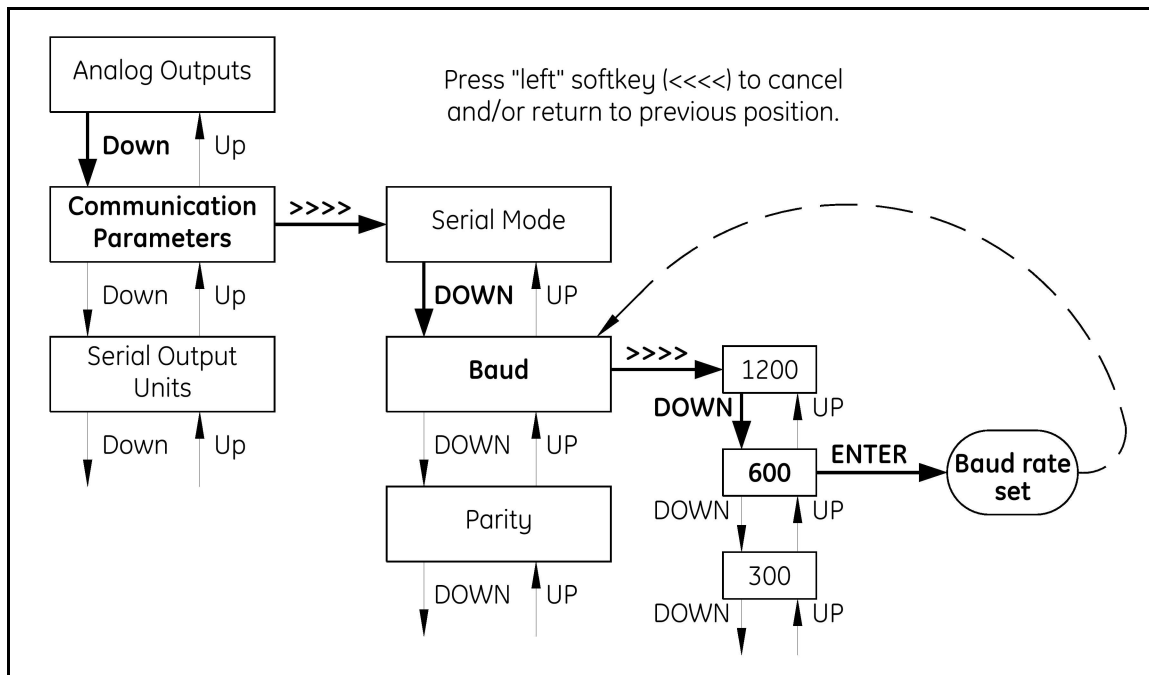 Analog Outputs
Press "left" softkey (<<<<) to cancel
and/or return to previous position.
Down
Up
Communication
Parameters
>>>>
Serial Mode
Down
Up
DOWN
UP
Serial Output
Units
Baud
>>>>
1200
DOWN
UP
Down
Up
DOWN
UP
600
ENTER
Baud rate
set
DOWN
UP
Parity
300
DOWN
UP
DOWN
UP